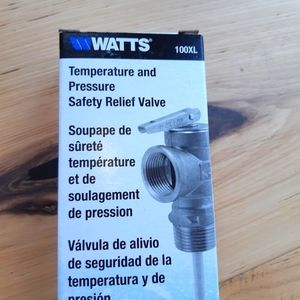 WATTS
100XL
Temperature and
Pressure
Safety Relief Valve
Soupape de
sûreté
température
et de
soulagement
de pression
Válvula de alivio
de seguridad de la
temperatura y de
presión